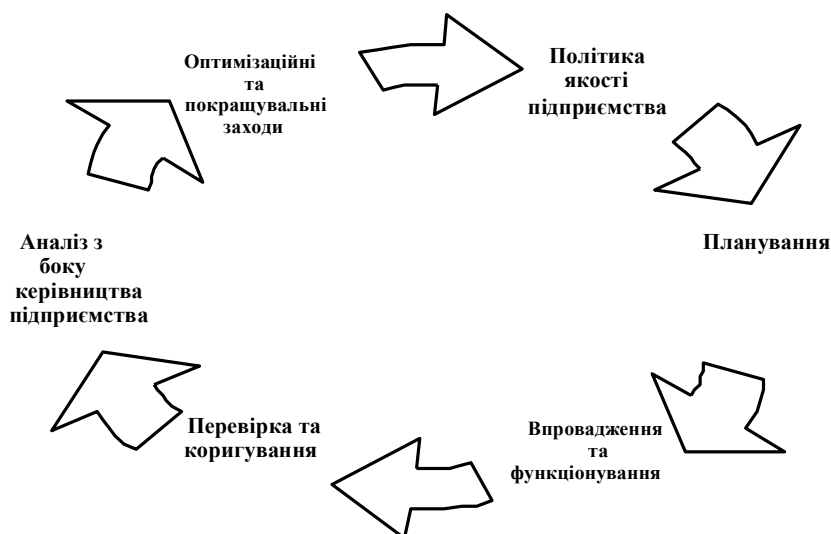 Оптимізаційні
та
покращувальні
заходи
Політика
якості
підприємства
Планування
Впровадження
та
функціонування
Перевірка та
коригування
Аналіз з
боку
керівництва
підприємства